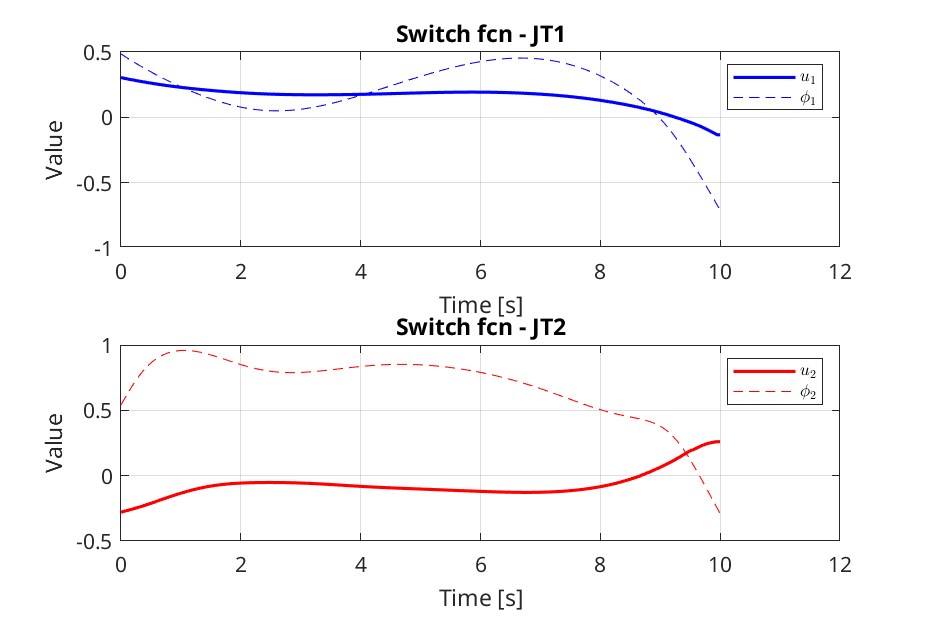 Switch fcn - JT1
0.5
0
-0.5
-1
Value
u₁
ϕ₁
0 2 4 6 8 10 12
Time [s]
Switch fcn - JT2
1
0.5
0
-0.5
Value
u₂
ϕ₂
0 2 4 6 8 10 12
Time [s]